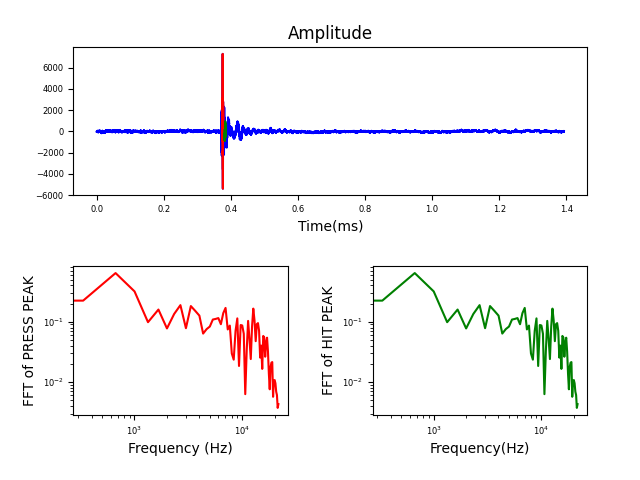 Amplitude
6000
4000
2000
0
−2000
−4000
−6000
0.0 0.2 0.4 0.6 0.8 1.0 1.2 1.4
Time(ms)
FFT of PRESS PEAK
10⁻¹
10⁻²
10³ 10⁴
Frequency (Hz)
FFT of HIT PEAK
10⁻¹
10⁻²
10³ 10⁴
Frequency(Hz)